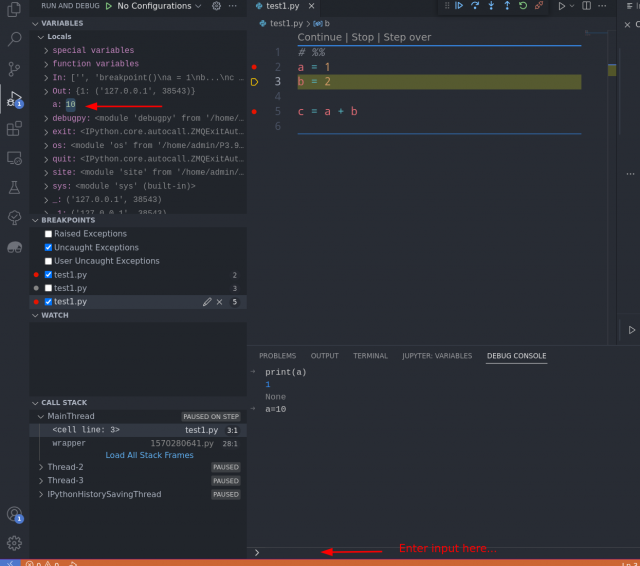 RUN AND DEBUG
No Configurations
VARIABLES
Locals
special variables
function variables
In: ['', 'breakpoint()\na = 1\nb...\nc …
Out: {1: ('127.0.0.1', 38543)}
a: 10
debugpy: <module 'debugpy' from '/home/…
exit: <IPython.core.autocall.ZMQExitAut…
os: <module 'os' from '/home/admin/P3.9…
quit: <IPython.core.autocall.ZMQExitAut…
site: <module 'site' from '/home/admin/…
sys: <module 'sys' (built-in)>
_: ('127.0.0.1', 38543)
_1: ('127.0.0.1', 38543)
BREAKPOINTS
Raised Exceptions
Uncaught Exceptions
User Uncaught Exceptions
test1.py 2
test1.py 3
test1.py 5
WATCH
CALL STACK
MainThread PAUSED ON STEP
<cell line: 3> test1.py 3:1
wrapper 1570280641.py 28:1
Load All Stack Frames
Thread-2 PAUSED
Thread-3 PAUSED
IPythonHistorySavingThread PAUSED
1
1
0 0
test1.py
test1.py > b
Continue | Stop | Step over
1 # %%
2 a = 1
3 b = 2
4
5 c = a + b
6
PROBLEMS OUTPUT TERMINAL JUPYTER: VARIABLES DEBUG CONSOLE
print(a)
1
None
a=10
Enter input here...